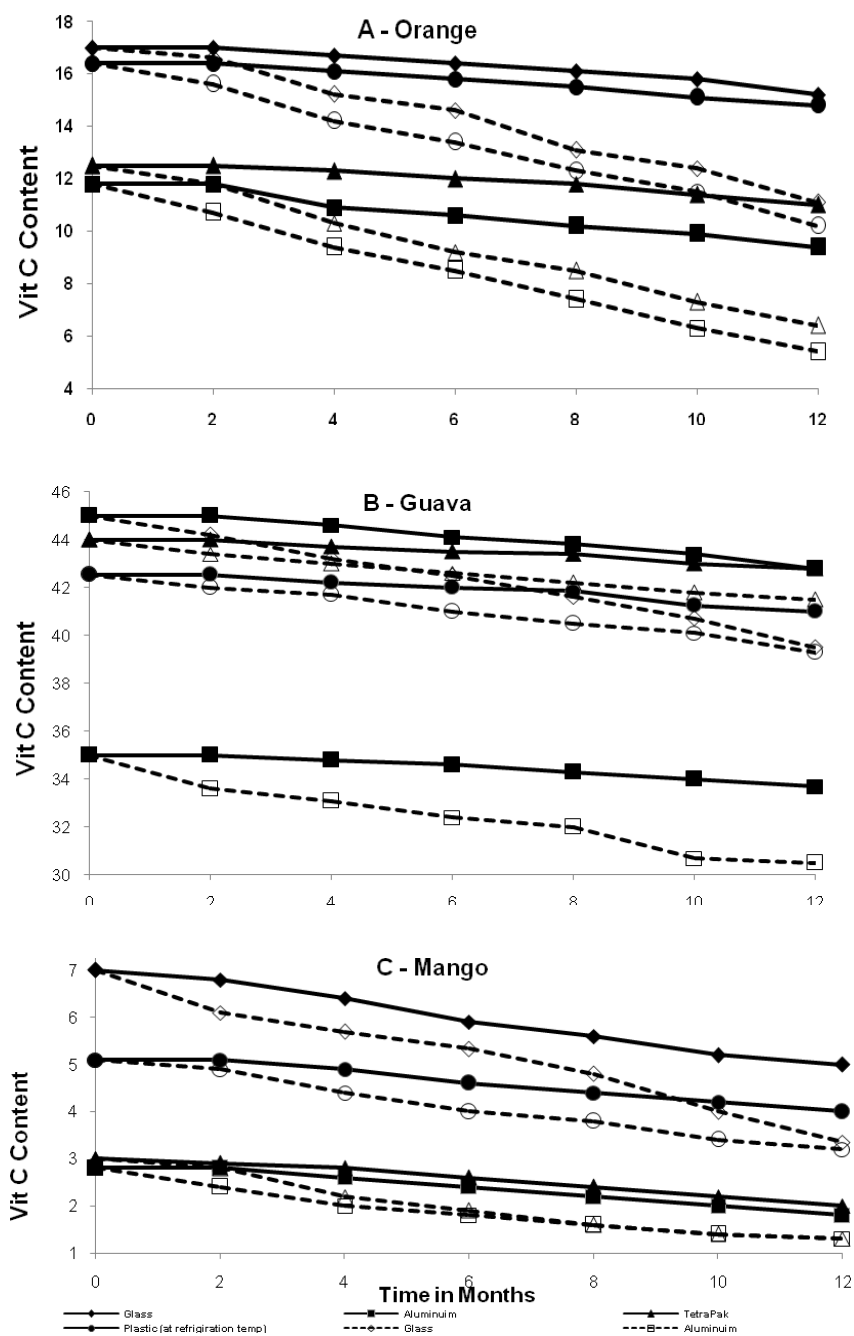 A - Orange
18
16
14
12
10
8
6
4
0 2 4 6 8 10 12
Vit C Content
B - Guava
46
44
42
40
38
36
34
32
30
0 2 4 6 8 10 12
Vit C Content
C - Mango
7
6
5
4
3
2
1
0 2 4 6 8 10 12
Vit C Content
Time in Months
Glass Aluminuim TetraPak
Plastic (at refrigiration temp) Glass Aluminuim